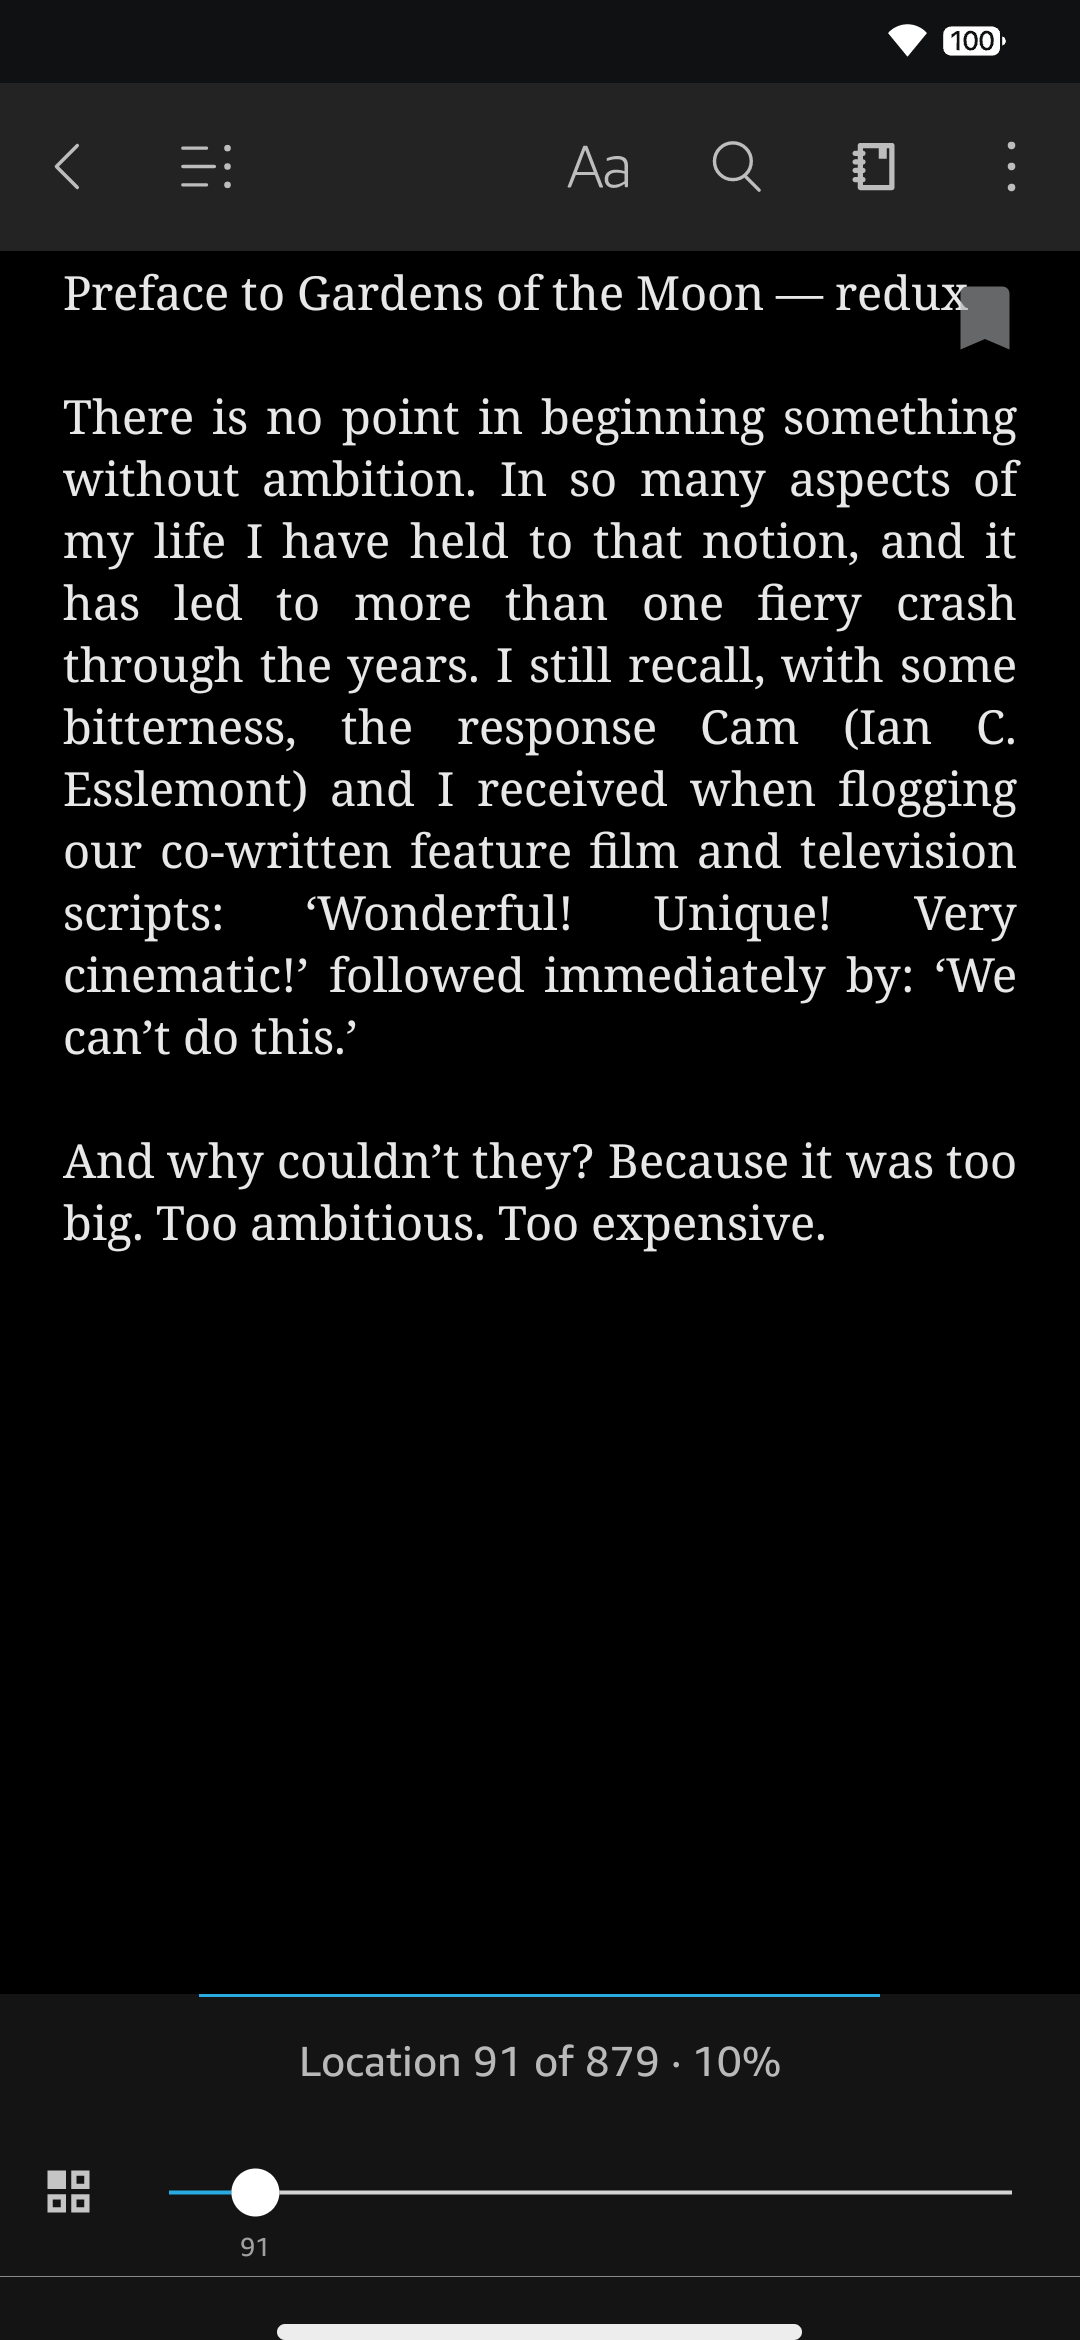 100
Aa
Preface to Gardens of the Moon — redux
There is no point in beginning something
without ambition. In so many aspects of
my life I have held to that notion, and it
has led to more than one fiery crash
through the years. I still recall, with some
bitterness, the response Cam (Ian C.
Esslemont) and I received when flogging
our co-written feature film and television
scripts: ‘Wonderful! Unique! Very
cinematic!’ followed immediately by: ‘We
can’t do this.’
And why couldn’t they? Because it was too
big. Too ambitious. Too expensive.
Location 91 of 879 · 10%
91